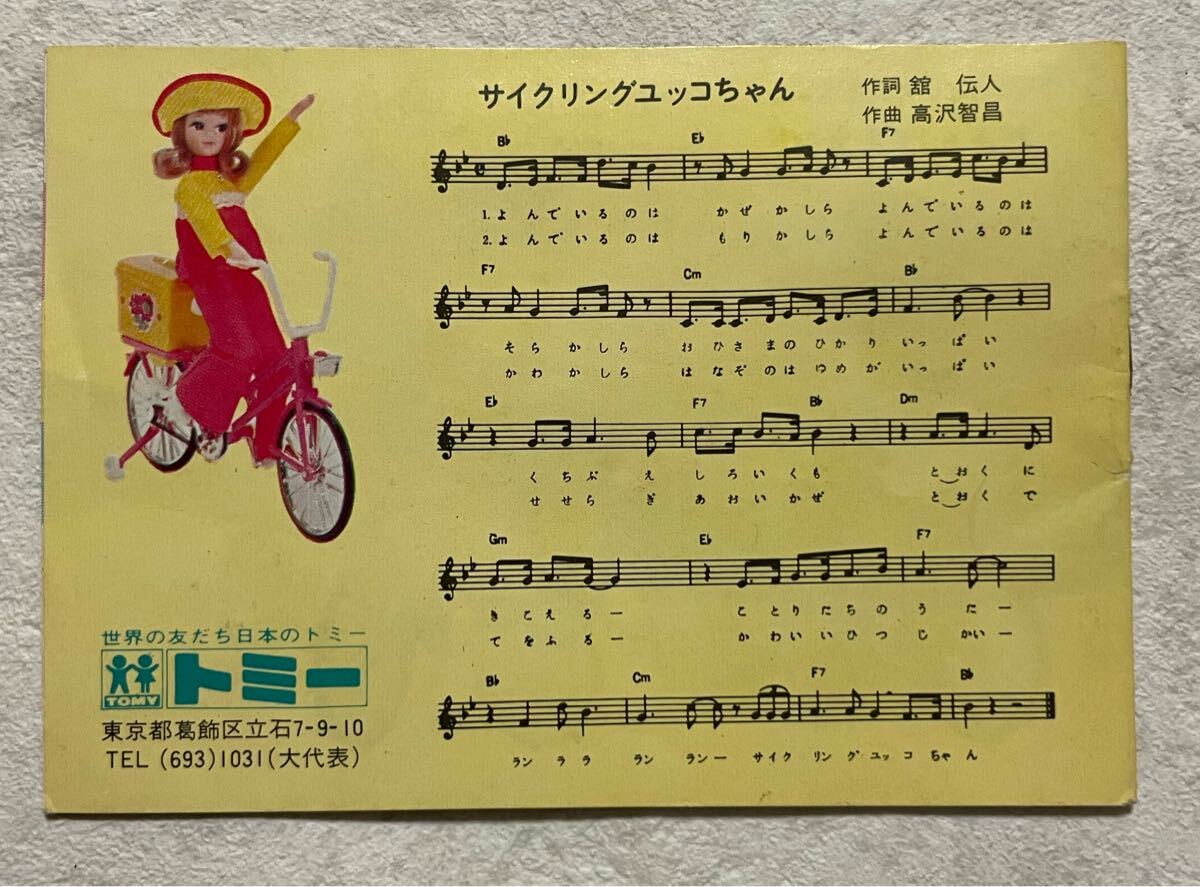 サイクリングユッコちゃん
作詞 舘 伝人
作曲 高沢智昌
B♭ E♭ F7
1.よんでいるのは かぜかしら よんでいるのは
2.よんでいるのは もりかしら よんでいるのは
F7 Cm B♭
そらかしら おひさまのひかりいっぱい
かわかしら はなぞのはゆめがいっぱい
E♭ F7 B♭ Dm
くちぶえ しろいくも とおくに
せせらぎ あおいかぜ とおくで
Gm E♭ F7
きこえるー ことりたちのうたー
てをふるー かわいいひつじかいー
B♭ Cm F7 B♭
ランララ ラン ランー サイクリングユッコちゃん
世界の友だち日本のトミー
TOMY トミー
東京都葛飾区立石7-9-10
TEL (693)1031(大代表)